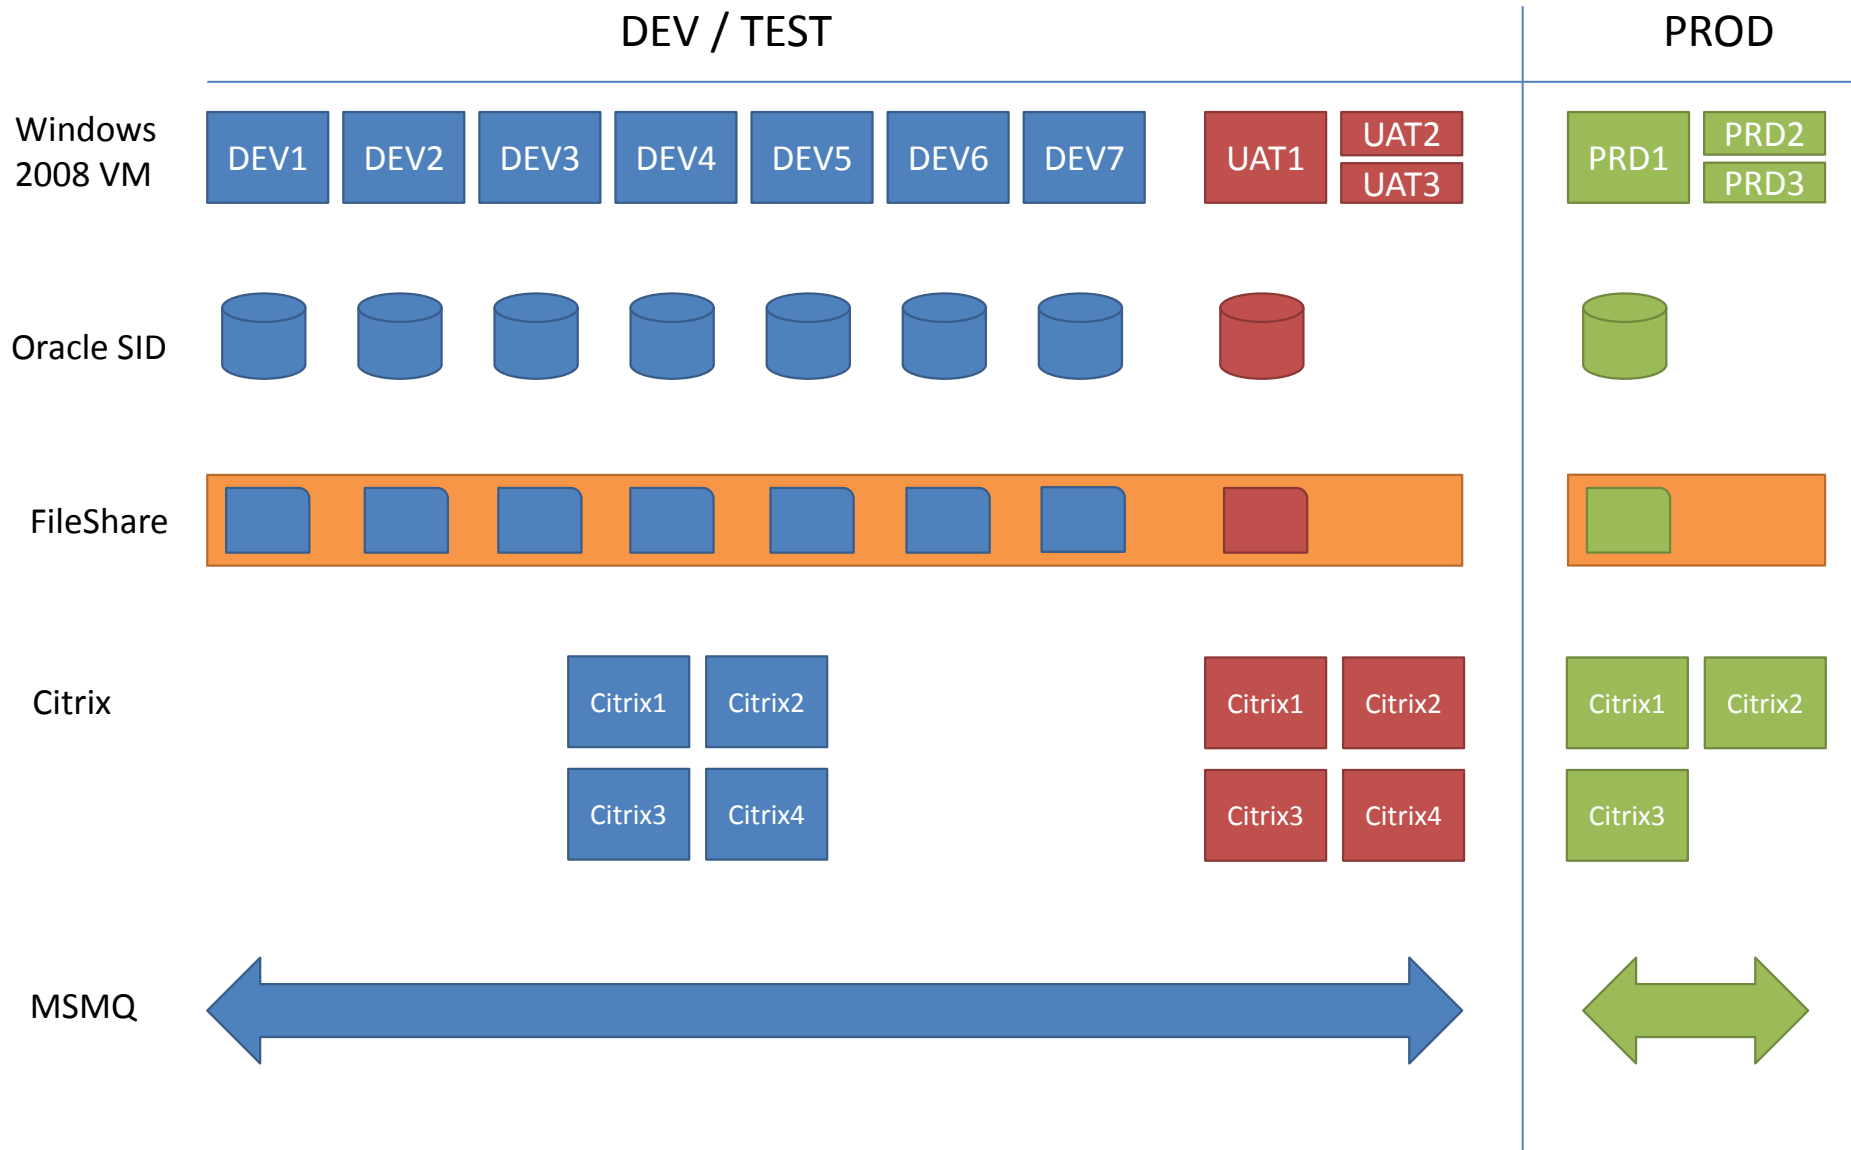 DEV / TEST
PROD
Windows
2008 VM
DEV1
DEV2
DEV3
DEV4
DEV5
DEV6
DEV7
UAT1
UAT2
UAT3
PRD1
PRD2
PRD3
Oracle SID
FileShare
Citrix
Citrix1
Citrix2
Citrix3
Citrix4
Citrix1
Citrix2
Citrix3
Citrix4
Citrix1
Citrix2
Citrix3
MSMQ